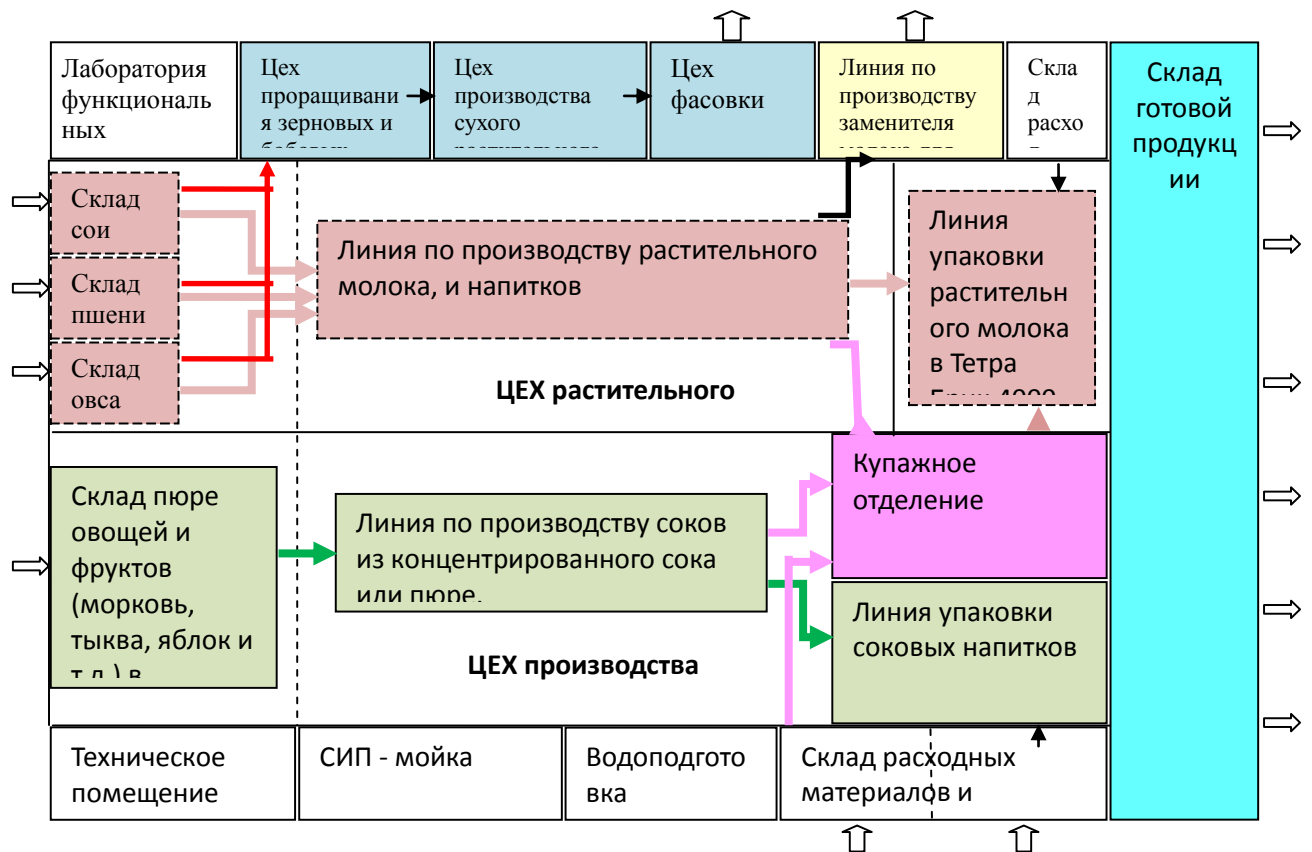 Лаборатория
функциональ
ных
Цех
проращивани
я зерновых и
Цех
производства
сухого
Цех
фасовки
Линия по
производству
заменителя
Скла
д
расхо
Склад
готовой
продукц
ии
Склад
сои
Склад
пшени
Склад
овса
Линия по производству растительного
молока, и напитков
Линия
упаковки
растительн
ого молока
в Тетра
ЦЕХ растительного
Склад пюре
овощей и
фруктов
(морковь,
тыква, яблок и
т.д.) в
Линия по производству соков
из концентрированного сока
или пюре.
Купажное
отделение
Линия упаковки
соковых напитков
ЦЕХ производства
Техническое
помещение
СИП - мойка
Водоподгото
вка
Склад расходных
материалов и